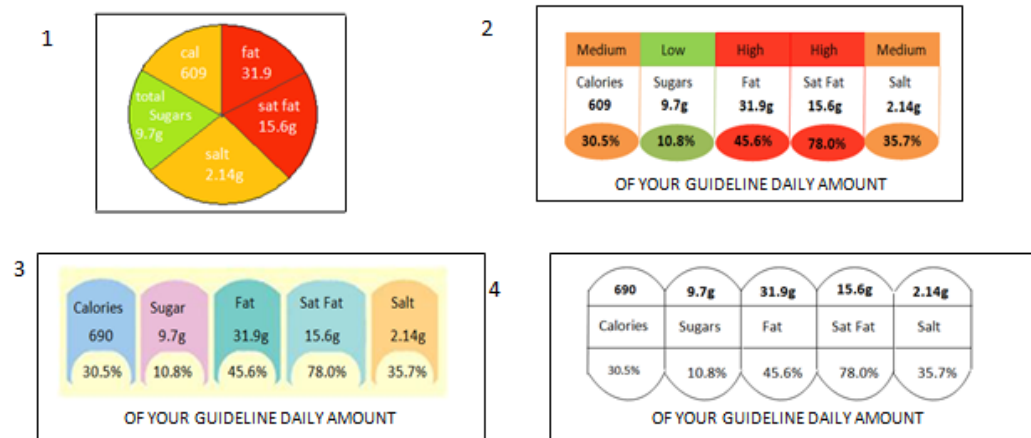 1
cal
609
fat
31.9
total
Sugars
9.7g
sat fat
15.6g
salt
2.14g
2
Medium Low High High Medium
Calories Sugars Fat Sat Fat Salt
609 9.7g 31.9g 15.6g 2.14g
30.5% 10.8% 45.6% 78.0% 35.7%
OF YOUR GUIDELINE DAILY AMOUNT
3
Calories Sugar Fat Sat Fat Salt
690 9.7g 31.9g 15.6g 2.14g
30.5% 10.8% 45.6% 78.0% 35.7%
OF YOUR GUIDELINE DAILY AMOUNT
4
690 9.7g 31.9g 15.6g 2.14g
Calories Sugars Fat Sat Fat Salt
30.5% 10.8% 45.6% 78.0% 35.7%
OF YOUR GUIDELINE DAILY AMOUNT